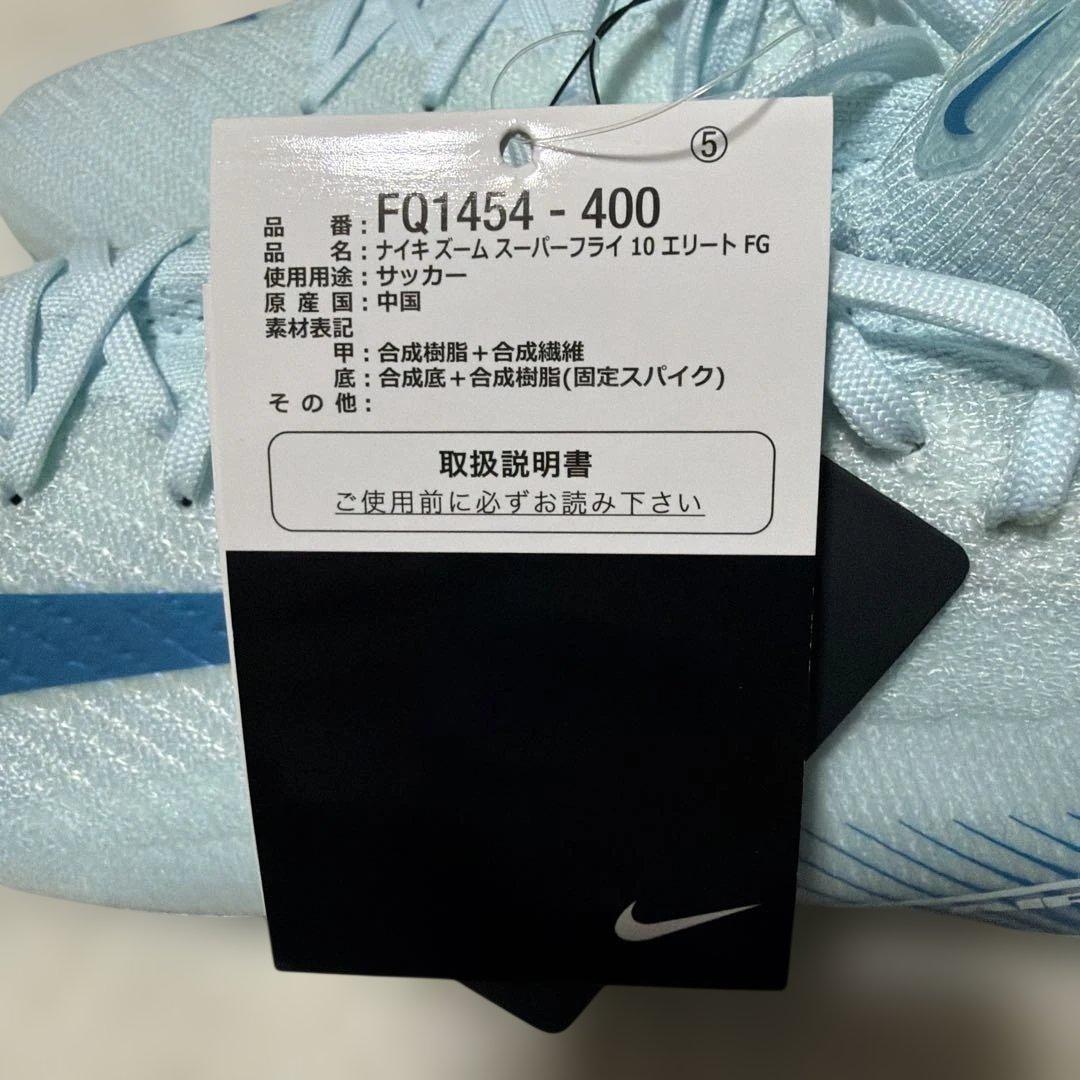 ⑤
品 番：FQ1454 - 400
品 名：ナイキ ズーム スーパーフライ 10 エリート FG
使用用途：サッカー
原 産 国：中国
素材表記
甲：合成樹脂＋合成繊維
底：合成底＋合成樹脂(固定スパイク)
そ の 他：
取扱説明書
ご使用前に必ずお読み下さい